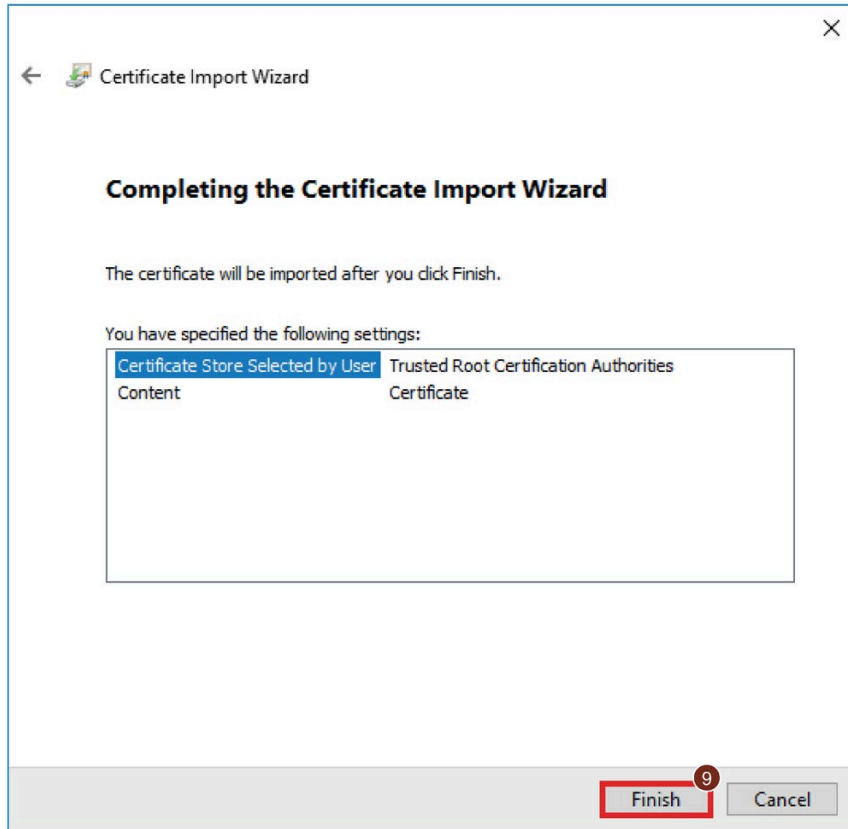 Certificate Import Wizard
Completing the Certificate Import Wizard
The certificate will be imported after you click Finish.
You have specified the following settings:
Certificate Store Selected by User Trusted Root Certification Authorities
Content Certificate
9
Finish Cancel